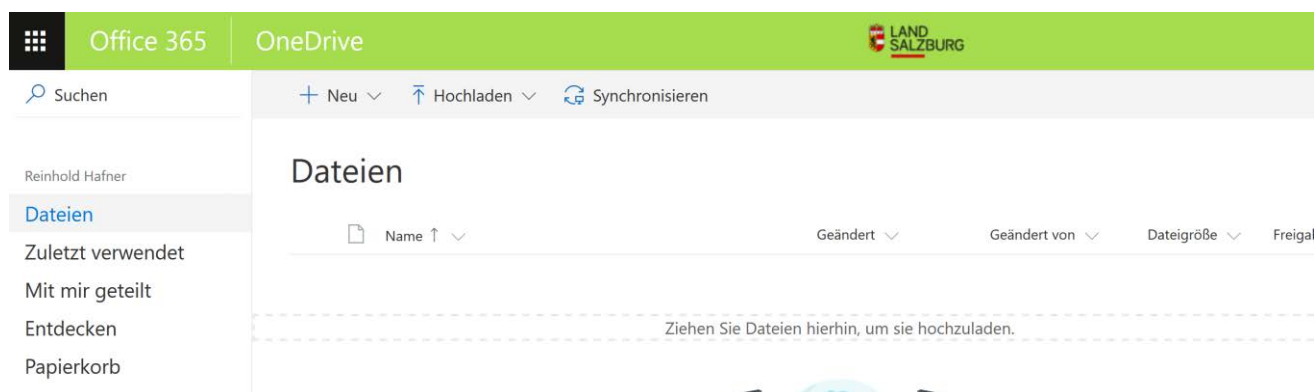 Office 365
OneDrive
LAND
SALZBURG
Suchen
Neu
Hochladen
Synchronisieren
Reinhold Hafner
Dateien
Zuletzt verwendet
Mit mir geteilt
Entdecken
Papierkorb
Dateien
Name ↑
Geändert
Geändert von
Dateigröße
Ziehen Sie Dateien hierhin, um sie hochzuladen.